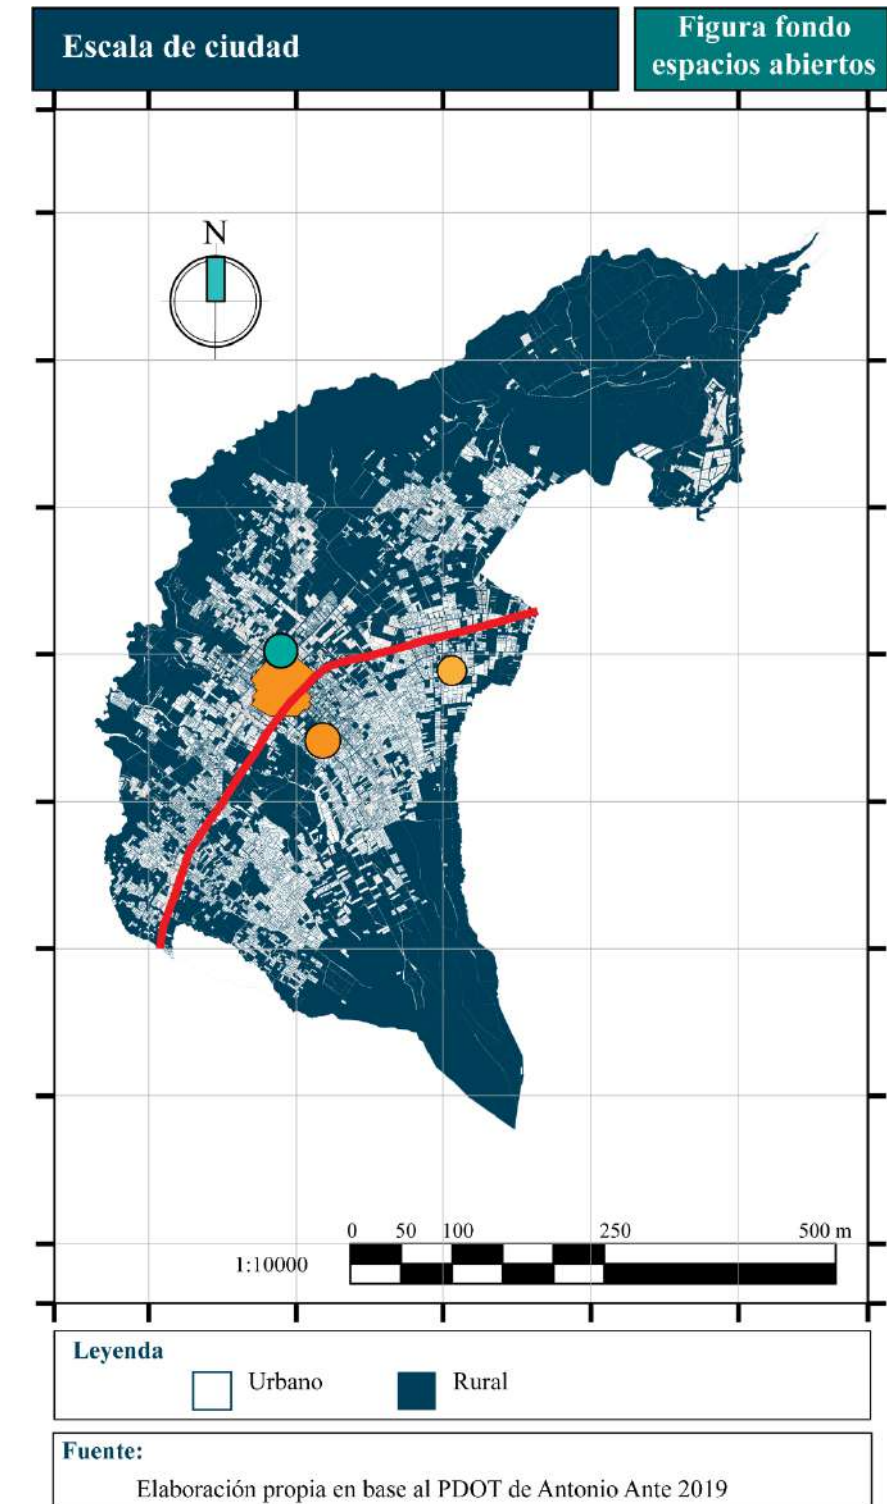 Escala de ciudad
Figura fondo
espacios abiertos
N
0 50 100 250 500 m
1:10000
Leyenda
Urbano
Rural
Fuente:
Elaboración propia en base al PDOT de Antonio Ante 2019